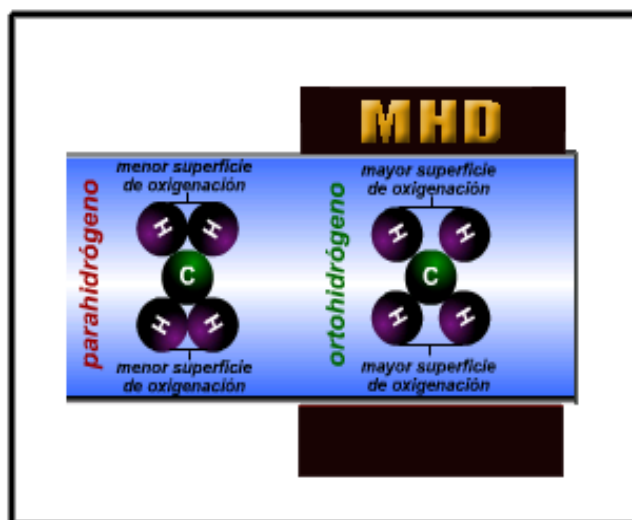 MHD
parahidrógeno
menor superficie
de oxigenación
H H
C
H H
menor superficie
de oxigenación
ortohidrógeno
mayor superficie
de oxigenación
H H
C
H H
mayor superficie
de oxigenación